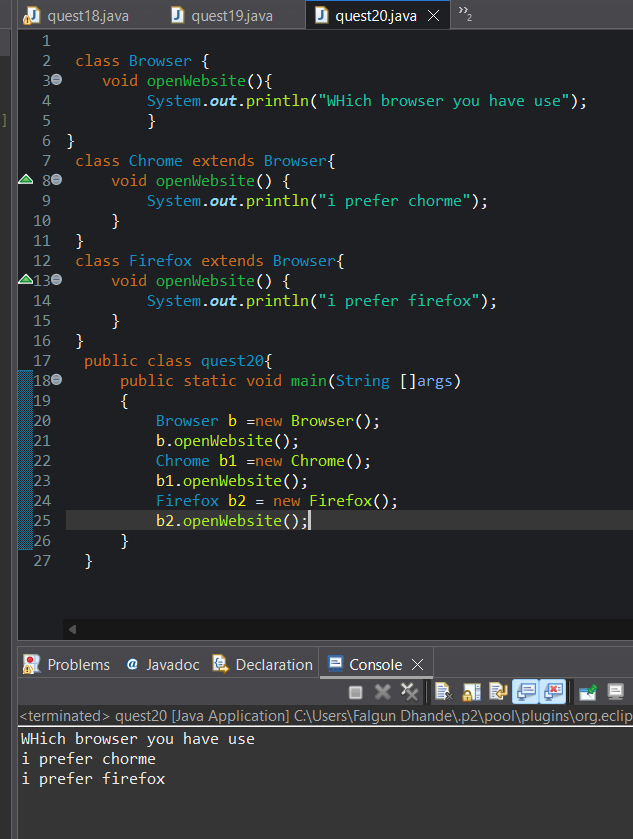 quest18.java quest19.java quest20.java 2
1
2 class Browser {
3 void openWebsite(){
4 System.out.println("WHich browser you have use");
5 }
6 }
7 class Chrome extends Browser{
8 void openWebsite() {
9 System.out.println("i prefer chorme");
10 }
11 }
12 class Firefox extends Browser{
13 void openWebsite() {
14 System.out.println("i prefer firefox");
15 }
16 }
17 public class quest20{
18 public static void main(String []args)
19 {
20 Browser b =new Browser();
21 b.openWebsite();
22 Chrome b1 =new Chrome();
23 b1.openWebsite();
24 Firefox b2 = new Firefox();
25 b2.openWebsite();
26 }
27 }
Problems @ Javadoc Declaration Console
<terminated> quest20 [Java Application] C:\Users\Falgun Dhande\.p2\pool\plugins\org.eclip
WHich browser you have use
i prefer chorme
i prefer firefox